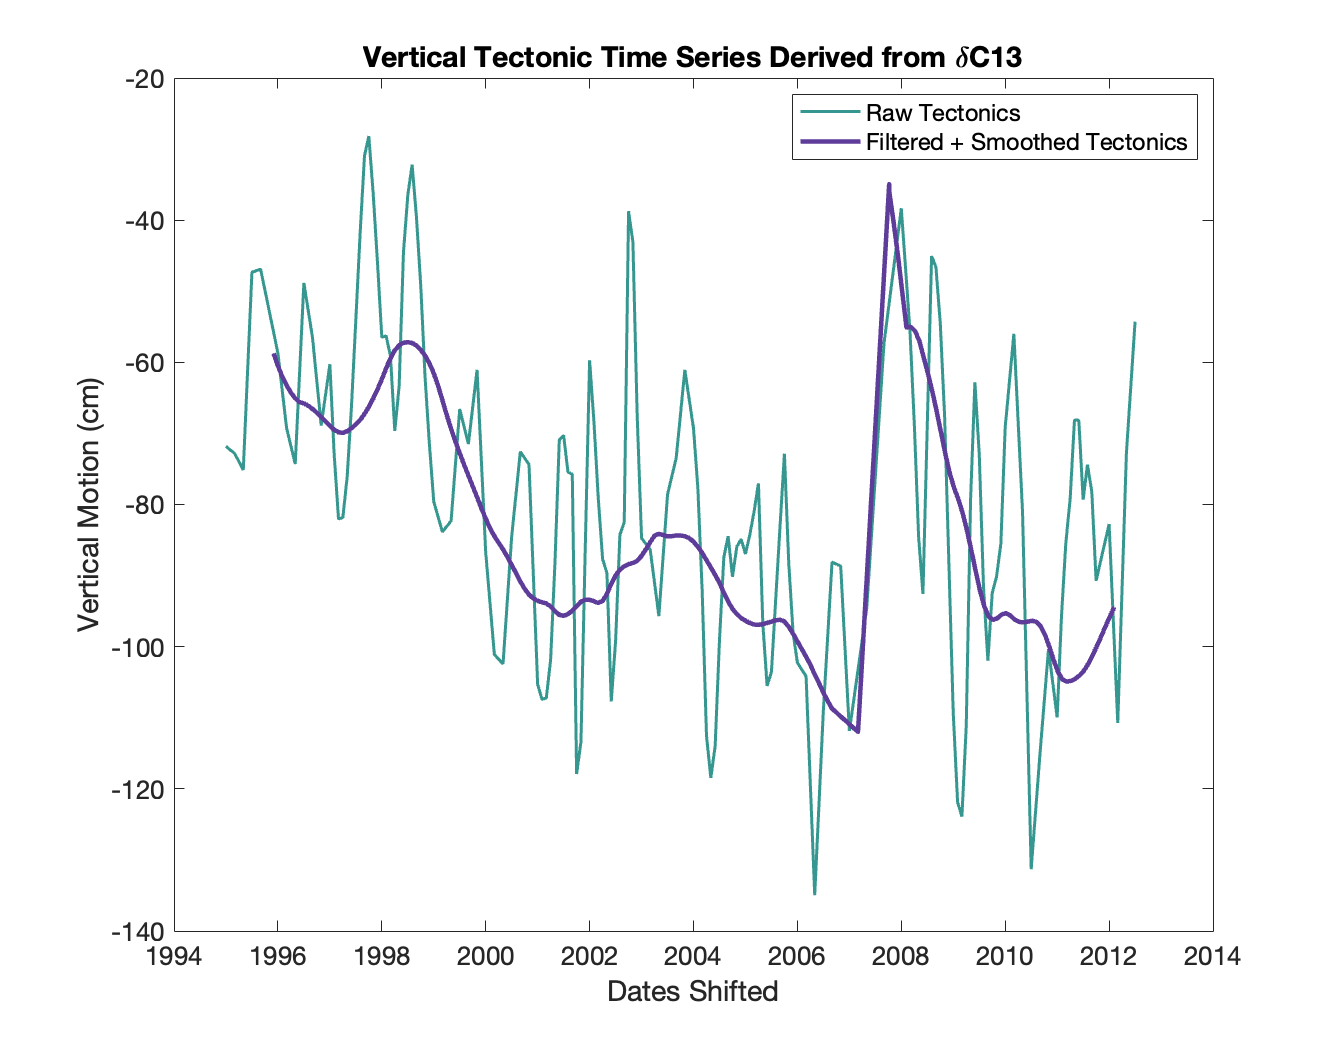 Vertical Tectonic Time Series Derived from δC13
Raw Tectonics
Filtered + Smoothed Tectonics
Vertical Motion (cm)
-20
-40
-60
-80
-100
-120
-140
1994 1996 1998 2000 2002 2004 2006 2008 2010 2012 2014
Dates Shifted